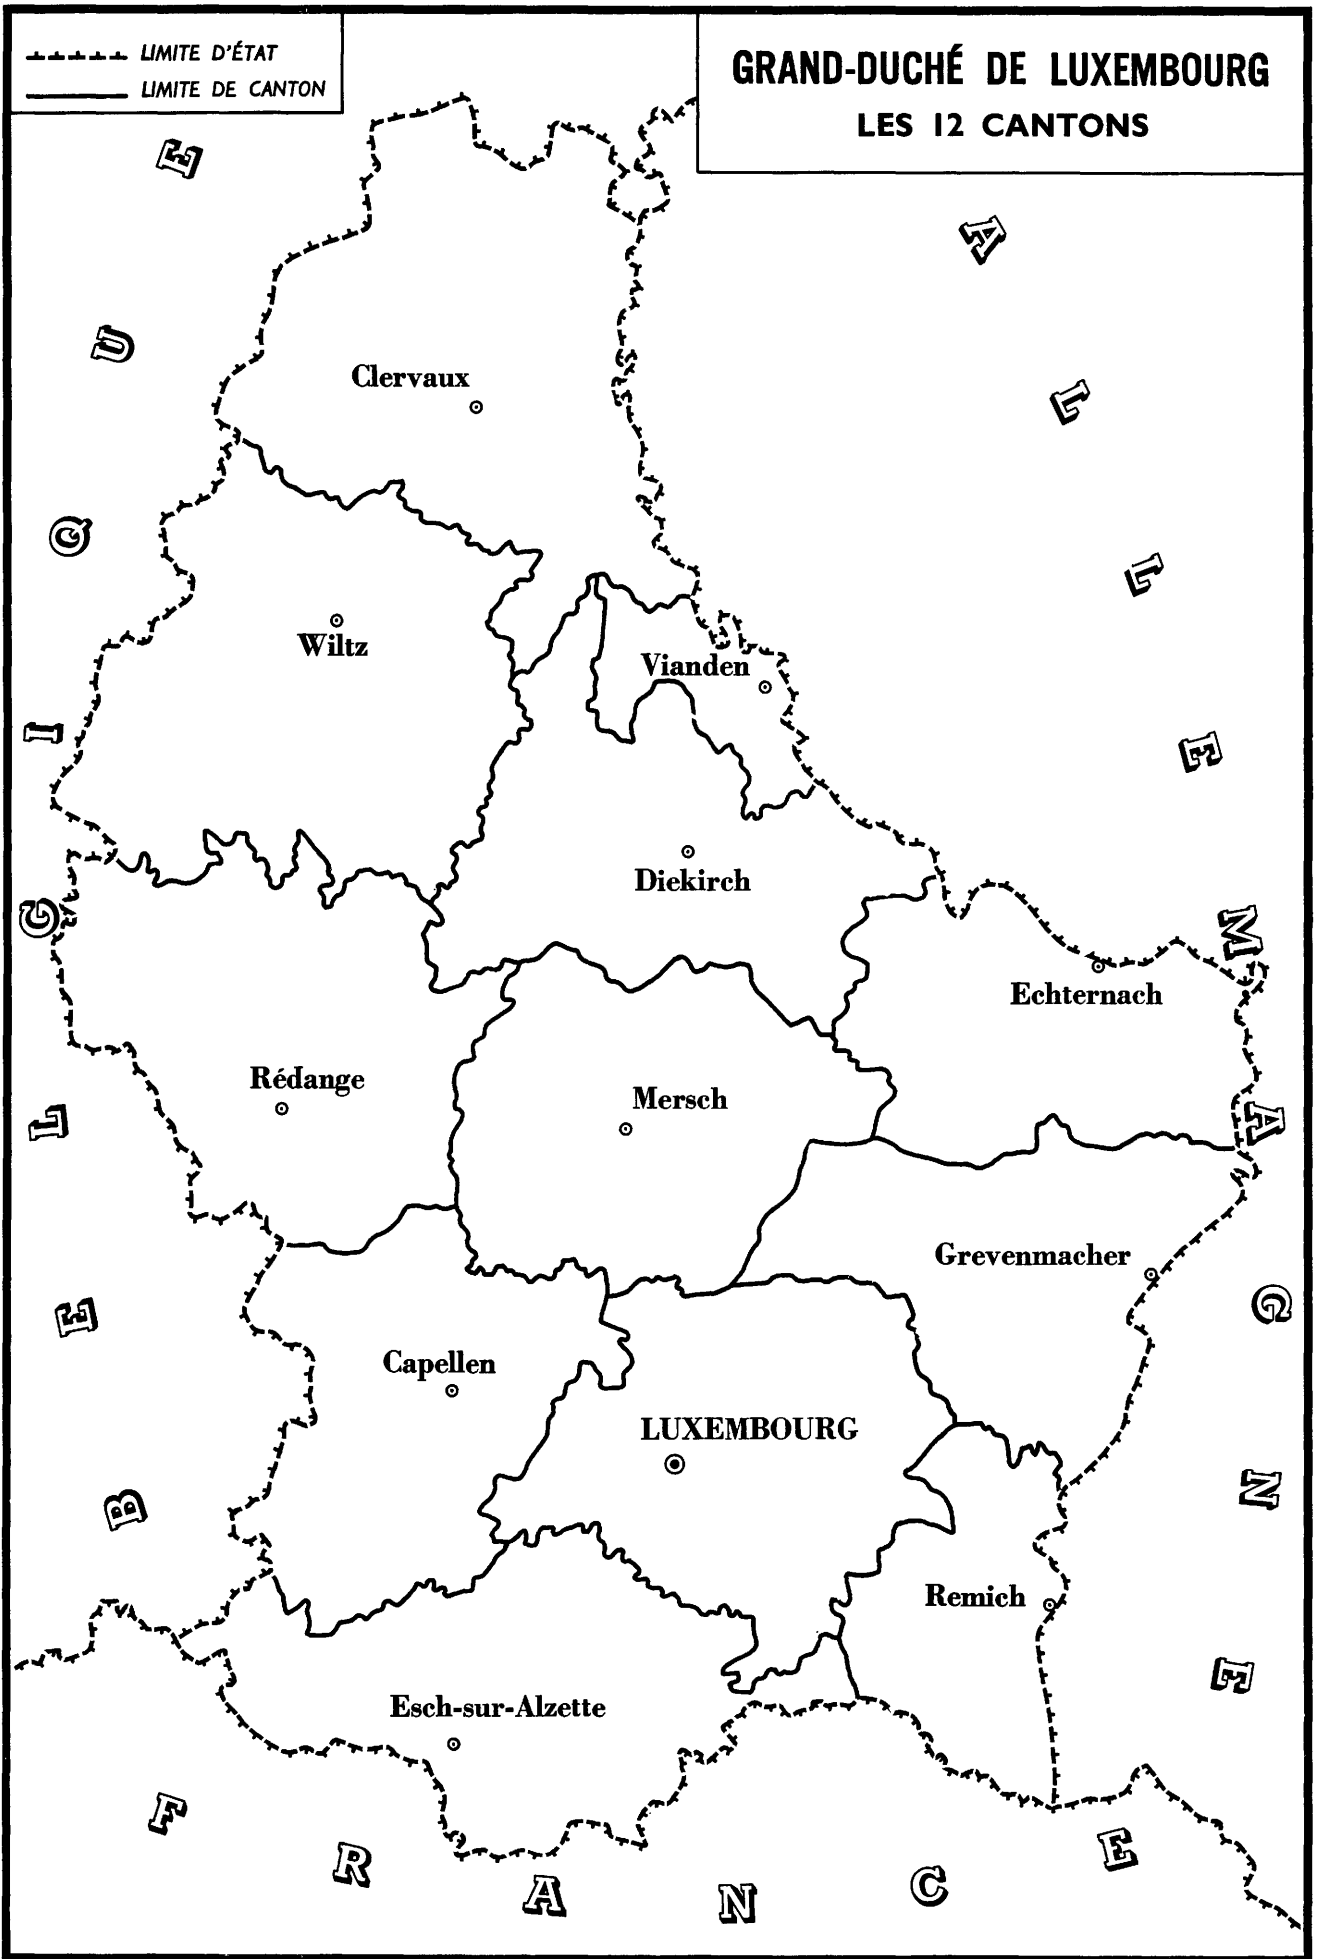 LIMITE D'ÉTAT
LIMITE DE CANTON
GRAND-DUCHÉ DE LUXEMBOURG
LES 12 CANTONS
BELGIQUE
ALLEMAGNE
Clervaux
Wiltz
Vianden
Diekirch
Echternach
Rédange
Mersch
Grevenmacher
Capellen
LUXEMBOURG
Remich
Esch-sur-Alzette
FRANCE